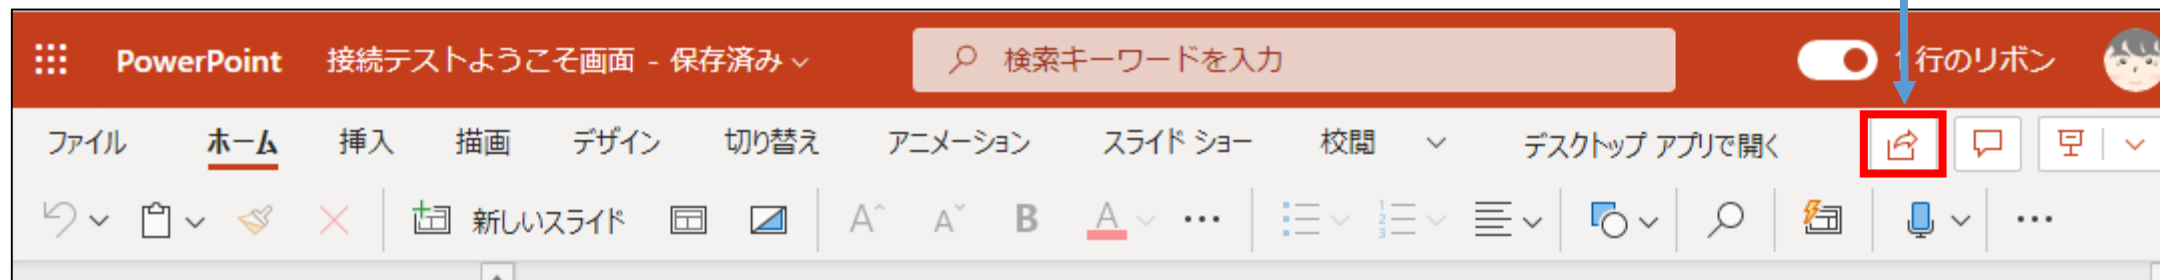 PowerPoint 接続テストようこそ画面 - 保存済み 検索キーワードを入力 1 行のリボン
ファイル ホーム 挿入 描画 デザイン 切り替え アニメーション スライド ショー 校閲 デスクトップ アプリで開く
新しいスライド A A B A ... 1 2 3 ...